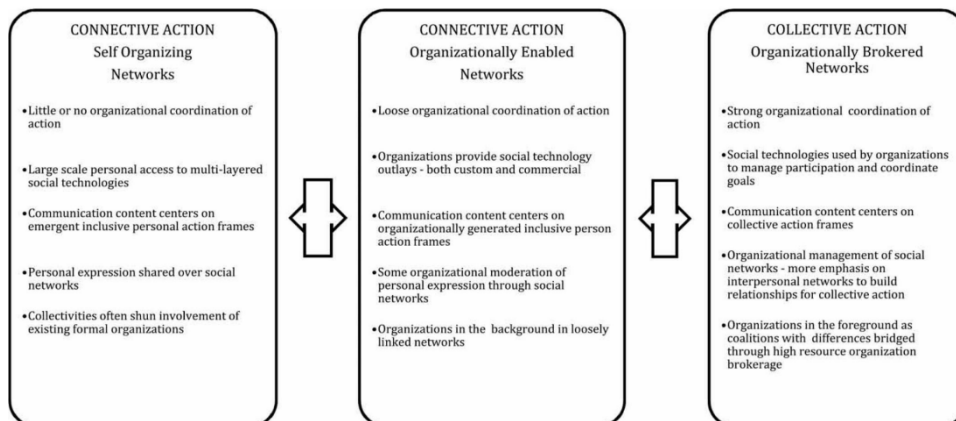 CONNECTIVE ACTION
Self Organizing
Networks
•Little or no organizational coordination of
action
•Large scale personal access to multi-layered
social technologies
•Communication content centers on
emergent inclusive personal action frames
•Personal expression shared over social
networks
•Collectivities often shun involvement of
existing formal organizations
CONNECTIVE ACTION
Organizationally Enabled
Networks
•Loose organizational coordination of action
•Organizations provide social technology
outlays - both custom and commercial
•Communication content centers on
organizationally generated inclusive person
action frames
•Some organizational moderation of
personal expression through social
networks
•Organizations in the background in loosely
linked networks
COLLECTIVE ACTION
Organizationally Brokered
Networks
•Strong organizational coordination of
action
•Social technologies used by organizations
to manage participation and coordinate
goals
•Communication content centers on
collective action frames
•Organizational management of social
networks - more emphasis on
interpersonal networks to build
relationships for collective action
•Organizations in the foreground as
coalitions with differences bridged
through high resource organization
brokerage